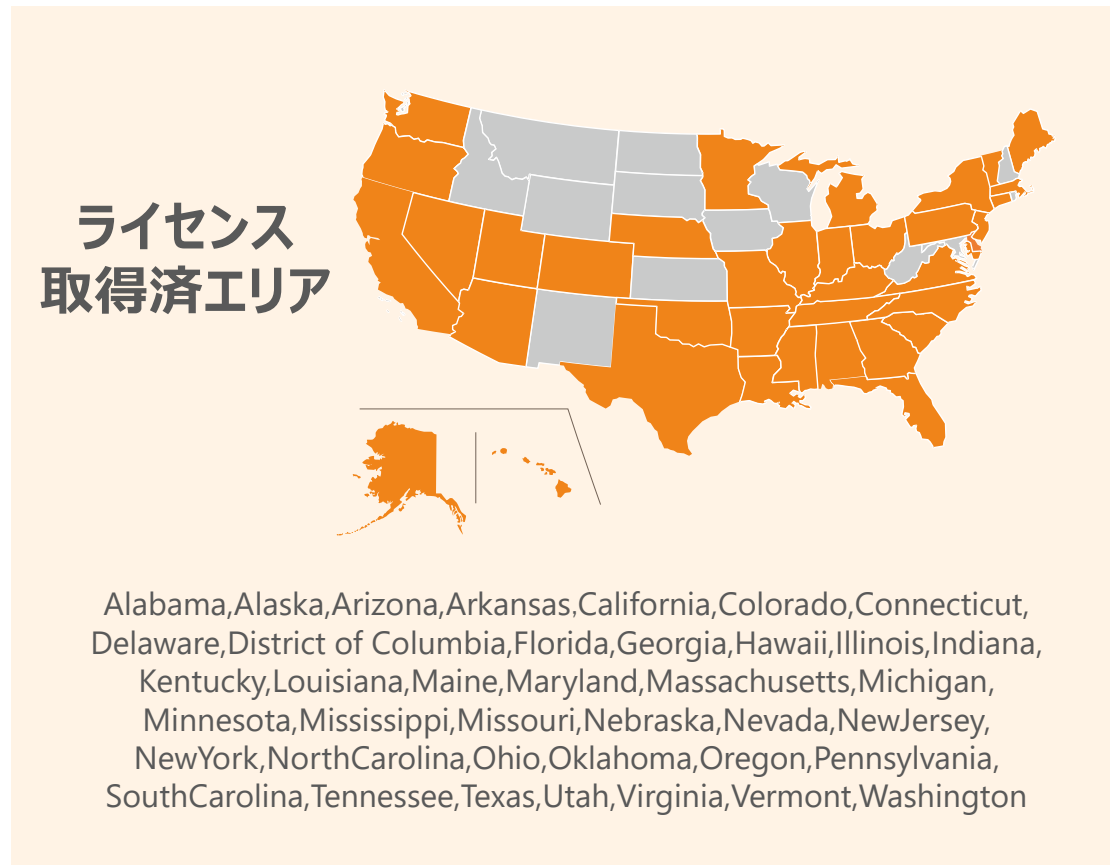 ライセンス
取得済エリア
Alabama,Alaska,Arizona,Arkansas,California,Colorado,Connecticut,
Delaware,District of Columbia,Florida,Georgia,Hawaii,Illinois,Indiana,
Kentucky,Louisiana,Maine,Maryland,Massachusetts,Michigan,
Minnesota,Mississippi,Missouri,Nebraska,Nevada,NewJersey,
NewYork,NorthCarolina,Ohio,Oklahoma,Oregon,Pennsylvania,
SouthCarolina,Tennessee,Texas,Utah,Virginia,Vermont,Washington